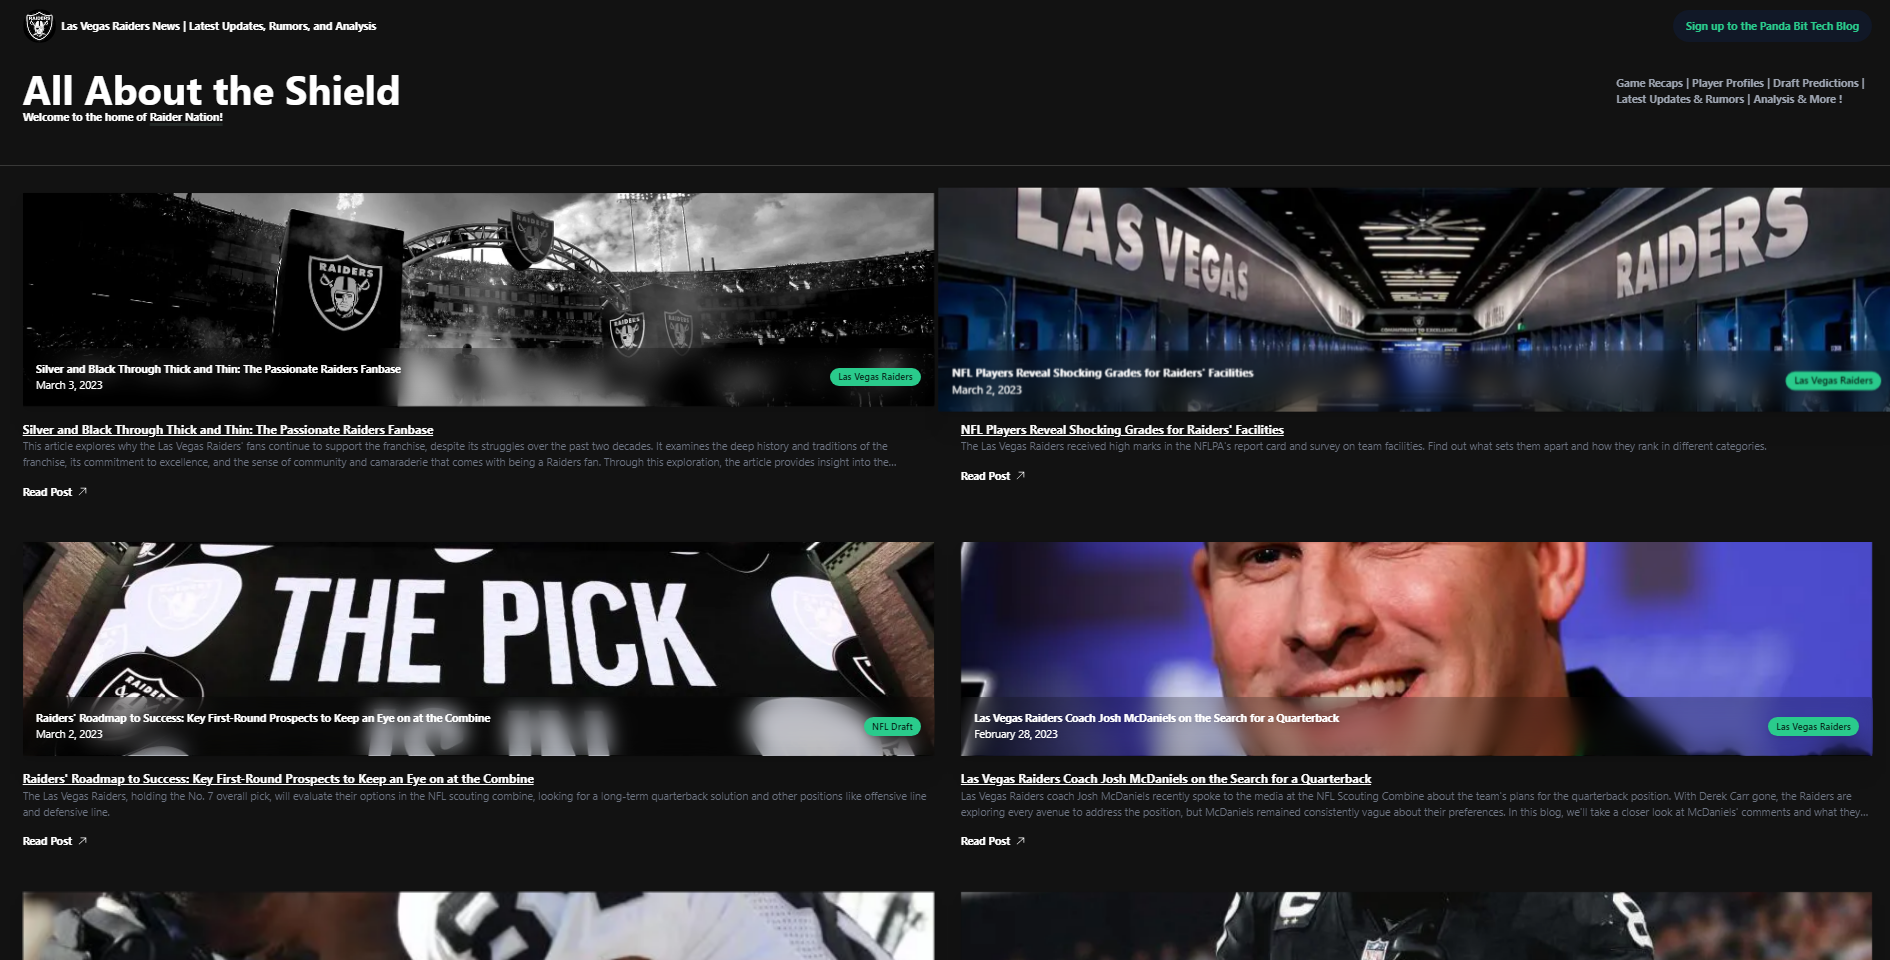 Las Vegas Raiders News | Latest Updates, Rumors, and Analysis
Sign up to the Panda Bit Tech Blog
All About the Shield
Welcome to the home of Raider Nation!
Game Recaps | Player Profiles | Draft Predictions |
Latest Updates & Rumors | Analysis & More !
RAIDERS
RAIDERS
RAIDERS
Silver and Black Through Thick and Thin: The Passionate Raiders Fanbase
March 3, 2023
Las Vegas Raiders
LAS VEGAS
RAIDERS
COMMITMENT TO EXCELLENCE
NFL Players Reveal Shocking Grades for Raiders' Facilities
March 2, 2023
Las Vegas Raiders
Silver and Black Through Thick and Thin: The Passionate Raiders Fanbase
This article explores why the Las Vegas Raiders' fans continue to support the franchise, despite its struggles over the past two decades. It examines the deep history and traditions of the
franchise, its commitment to excellence, and the sense of community and camaraderie that comes with being a Raiders fan. Through this exploration, the article provides insight into the...
Read Post
NFL Players Reveal Shocking Grades for Raiders' Facilities
The Las Vegas Raiders received high marks in the NFLPA's report card and survey on team facilities. Find out what sets them apart and how they rank in different categories.
Read Post
THE PICK
IS IN
RAIDERS
Raiders' Roadmap to Success: Key First-Round Prospects to Keep an Eye on at the Combine
March 2, 2023
NFL Draft
Las Vegas Raiders Coach Josh McDaniels on the Search for a Quarterback
February 28, 2023
Las Vegas Raiders
Raiders' Roadmap to Success: Key First-Round Prospects to Keep an Eye on at the Combine
The Las Vegas Raiders, holding the No. 7 overall pick, will evaluate their options in the NFL scouting combine, looking for a long-term quarterback solution and other positions like offensive line
and defensive line.
Read Post
Las Vegas Raiders Coach Josh McDaniels on the Search for a Quarterback
Las Vegas Raiders coach Josh McDaniels recently spoke to the media at the NFL Scouting Combine about the team's plans for the quarterback position. With Derek Carr gone, the Raiders are
exploring every avenue to address the position, but McDaniels remained consistently vague about their preferences. In this blog, we'll take a closer look at McDaniels' comments and what they...
Read Post
C
8